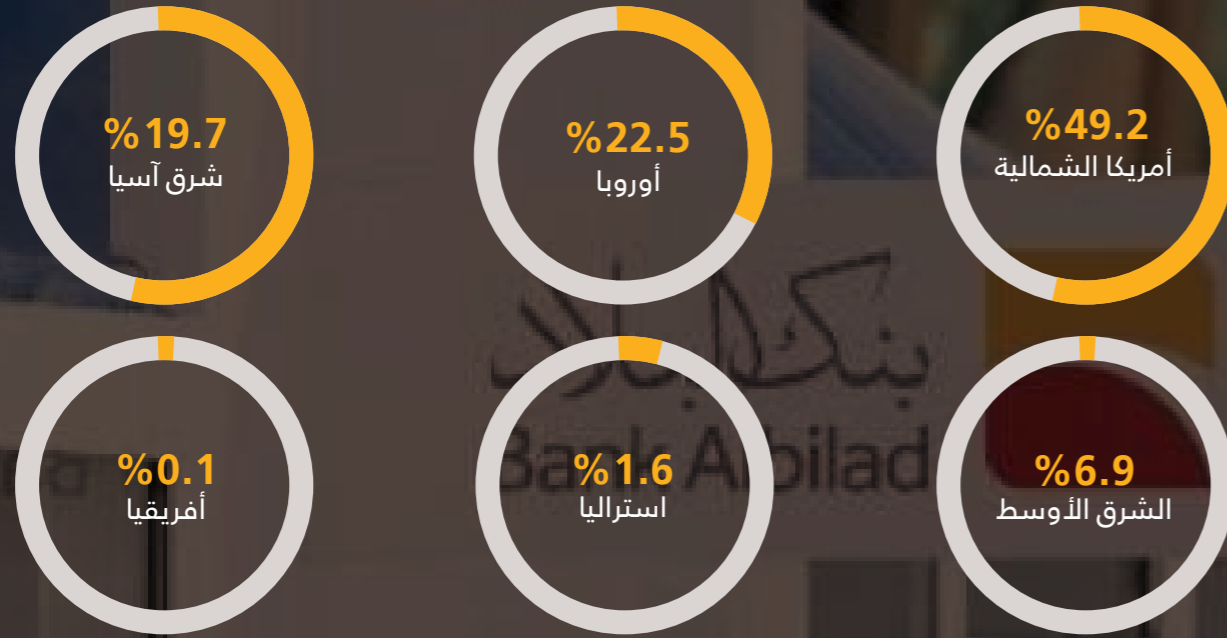 %49.2
أمريكا الشمالية
%22.5
أوروبا
%19.7
شرق آسيا
بنك البلاد
Bank Albilad
%6.9
الشرق الأوسط
%1.6
استراليا
%0.1
أفريقيا